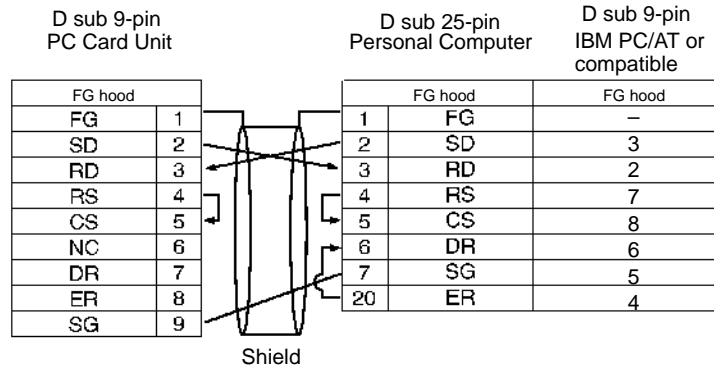 D sub 9-pin
PC Card Unit
D sub 25-pin
Personal Computer
D sub 9-pin
IBM PC/AT or
compatible
FG hood
FG 1
SD 2
RD 3
RS 4
CS 5
NC 6
DR 7
ER 8
SG 9
Shield
FG hood FG hood
1 FG –
2 SD 3
3 RD 2
4 RS 7
5 CS 8
6 DR 6
7 SG 5
20 ER 4